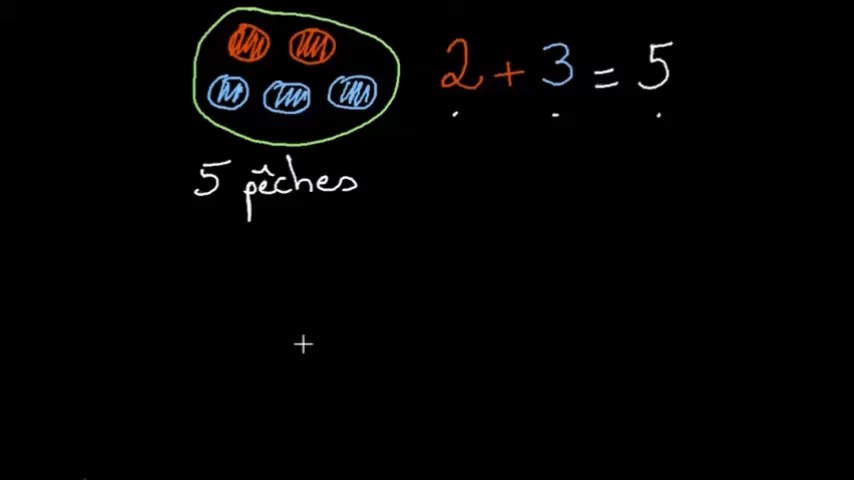 2 + 3 = 5
5 pêches